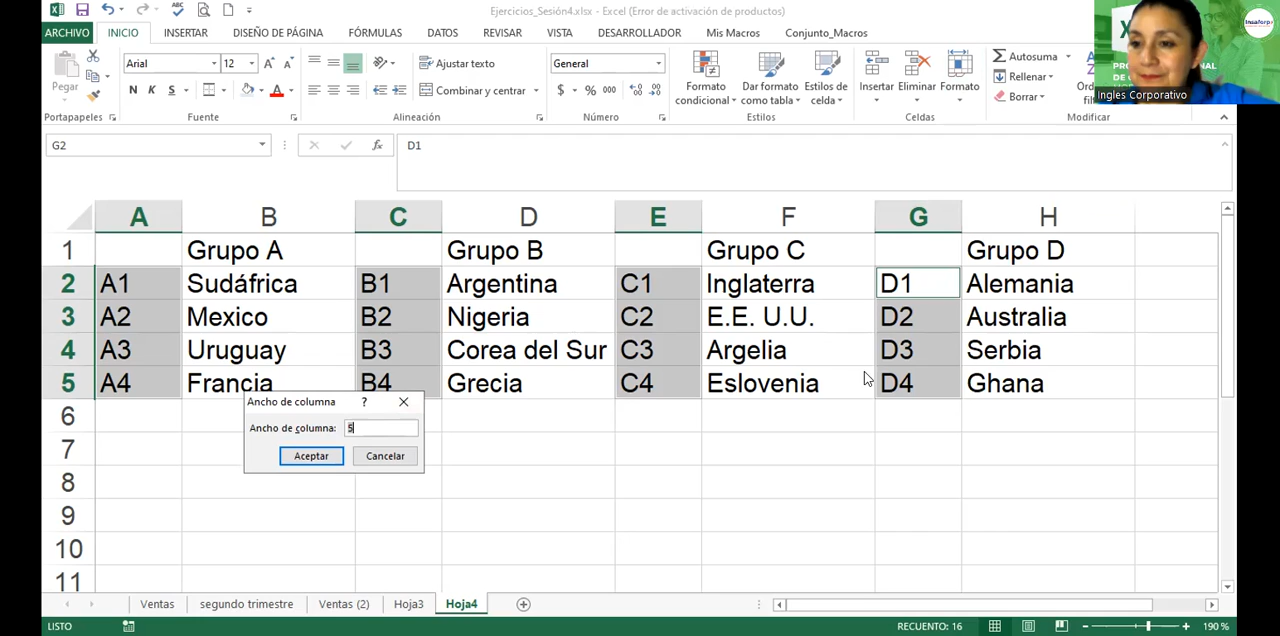 Ejercicios_Sesión4.xlsx - Excel (Error de activación de productos)
ARCHIVO INICIO INSERTAR DISEÑO DE PÁGINA FÓRMULAS DATOS REVISAR VISTA DESARROLLADOR Mis Macros Conjunto_Macros
Insaforp
Ingles Corporativo
Pegar
Arial 12
N K S
Ajustar texto
Combinar y centrar
General
$ % 000
Formato condicional
Dar formato como tabla
Estilos de celda
Insertar Eliminar Formato
Autosuma
Rellenar
Borrar
Portapapeles Fuente Alineación Número Estilos Celdas Modificar
G2 fx D1
A B C D E F G H
1 Grupo A Grupo B Grupo C Grupo D
2 A1 Sudáfrica B1 Argentina C1 Inglaterra D1 Alemania
3 A2 Mexico B2 Nigeria C2 E.E. U.U. D2 Australia
4 A3 Uruguay B3 Corea del Sur C3 Argelia D3 Serbia
5 A4 Francia B4 Grecia C4 Eslovenia D4 Ghana
Ancho de columna ?
Ancho de columna: 5
Aceptar Cancelar
6
7
8
9
10
11
Ventas segundo trimestre Ventas (2) Hoja3 Hoja4
LISTO RECUENTO: 16 190 %